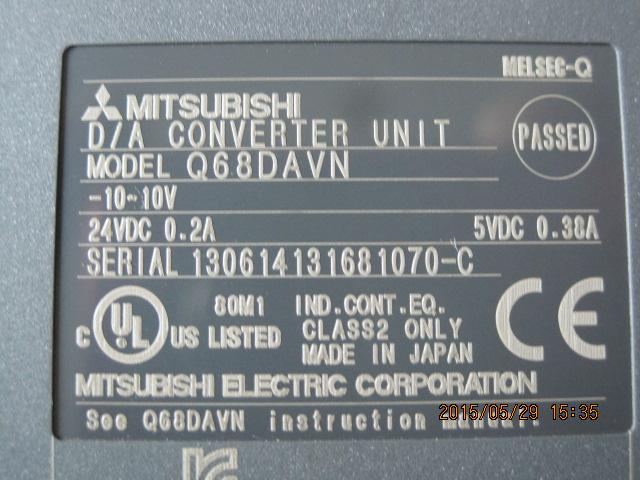 MELSEC-Q
MITSUBISHI
D/A CONVERTER UNIT
PASSED
MODEL Q68DAVN
-10~10V
24VDC 0.2A 5VDC 0.38A
SERIAL 130614131681070-C
C UL US LISTED 80M1 IND.CONT.EQ.
CLASS2 ONLY
MADE IN JAPAN
CE
MITSUBISHI ELECTRIC CORPORATION
See Q68DAVN instruction manual.
2015/05/29 15:35